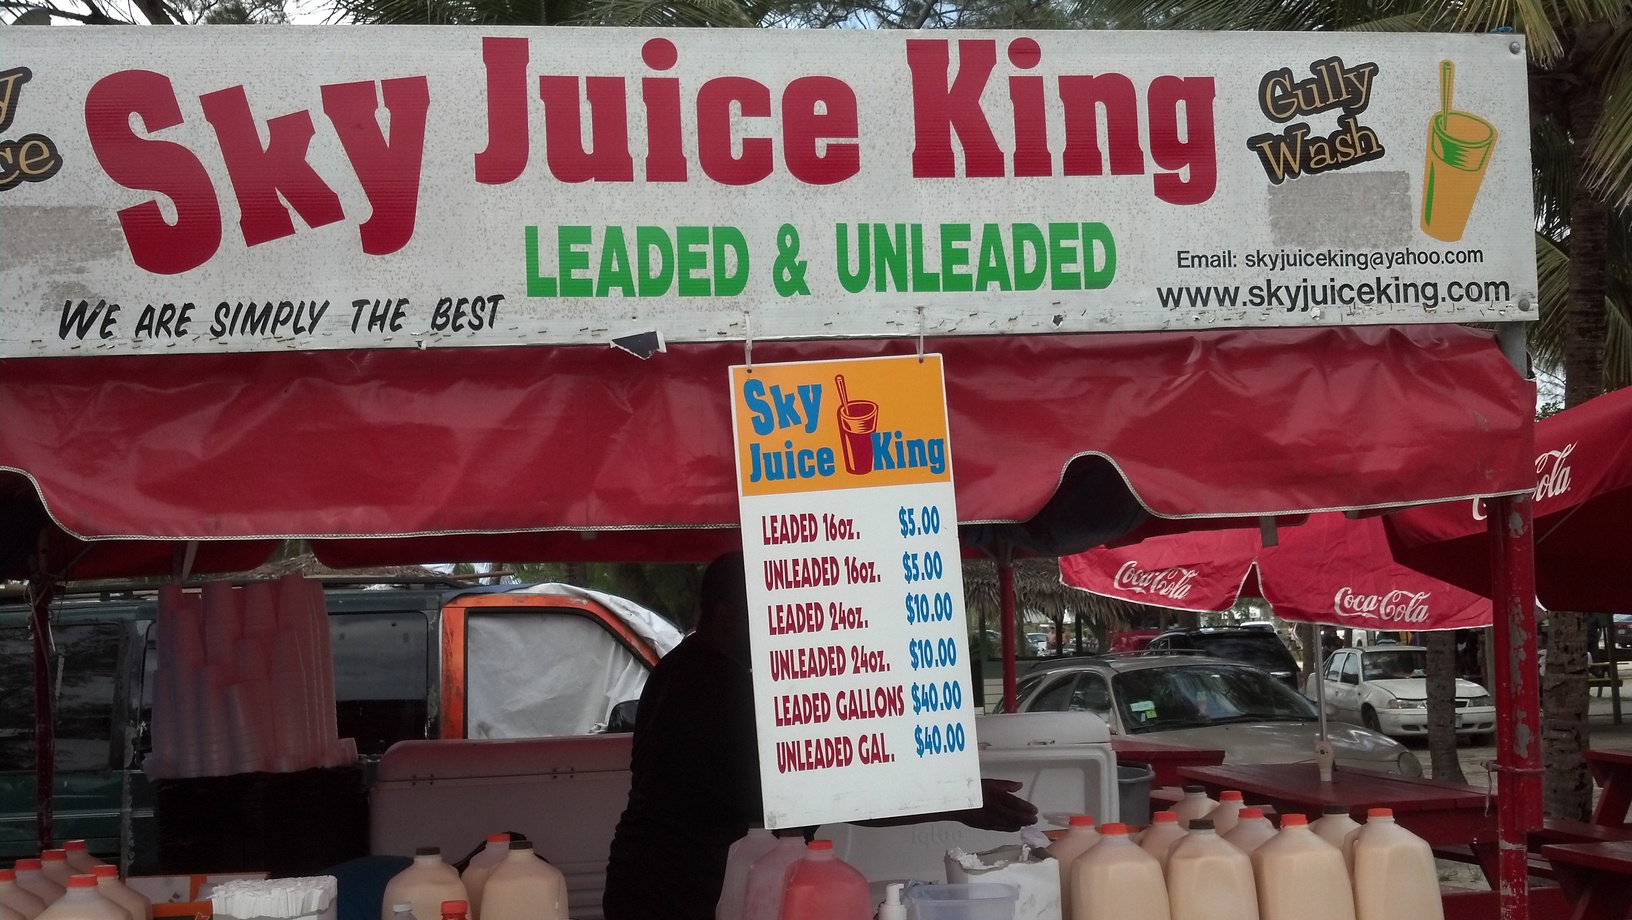 Sky Juice King
Gully
Wash
LEADED & UNLEADED
Email: skyjuiceking@yahoo.com
www.skyjuiceking.com
WE ARE SIMPLY THE BEST
Sky
Juice King
LEADED 16oz. $5.00
UNLEADED 16oz. $5.00
LEADED 24oz. $10.00
UNLEADED 24oz. $10.00
LEADED GALLONS $40.00
UNLEADED GAL. $40.00
Coca-Cola
Coca-Cola
Cola
igloo